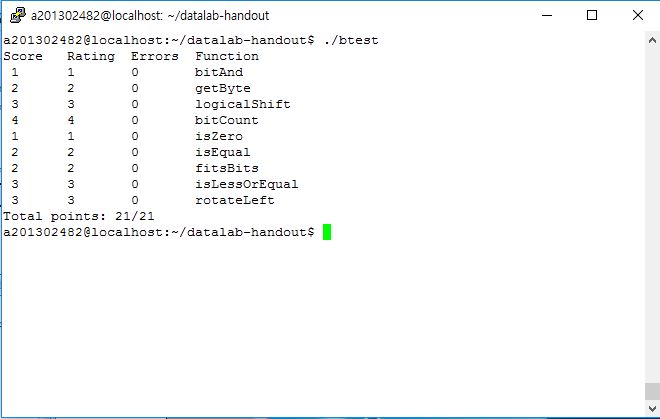 a201302482@localhost: ~/datalab-handout
a201302482@localhost:~/datalab-handout$ ./btest
Score Rating Errors Function
1 1 0 bitAnd
2 2 0 getByte
3 3 0 logicalShift
4 4 0 bitCount
1 1 0 isZero
2 2 0 isEqual
2 2 0 fitsBits
3 3 0 isLessOrEqual
3 3 0 rotateLeft
Total points: 21/21
a201302482@localhost:~/datalab-handout$